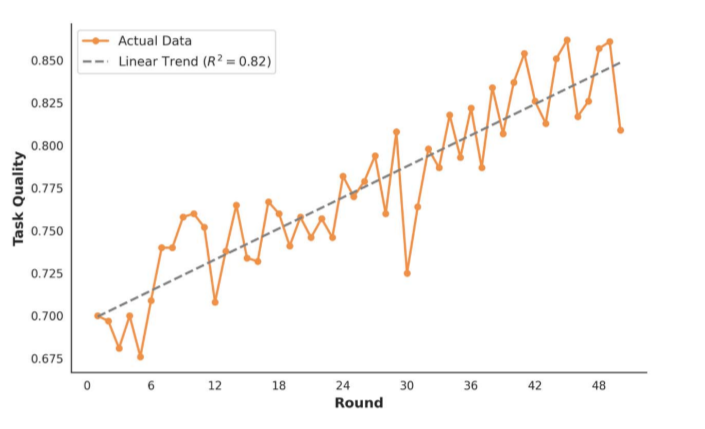 Actual Data
Linear Trend (R² = 0.82)
0.850
0.825
0.800
0.775
0.750
0.725
0.700
0.675
Task Quality
0 6 12 18 24 30 36 42 48
Round